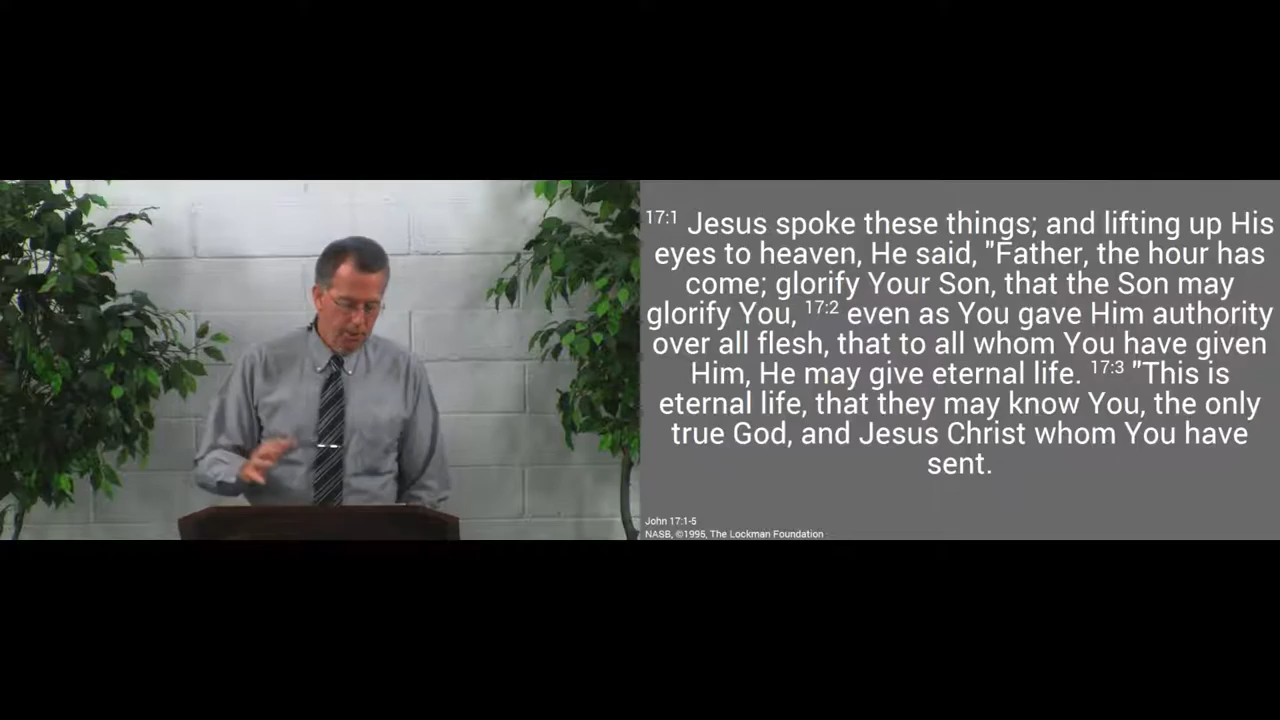 17:1 Jesus spoke these things; and lifting up His
eyes to heaven, He said, "Father, the hour has
come; glorify Your Son, that the Son may
glorify You, 17:2 even as You gave Him authority
over all flesh, that to all whom You have given
Him, He may give eternal life. 17:3 "This is
eternal life, that they may know You, the only
true God, and Jesus Christ whom You have
sent.
John 17:1-5
NASB, ©1995, The Lockman Foundation